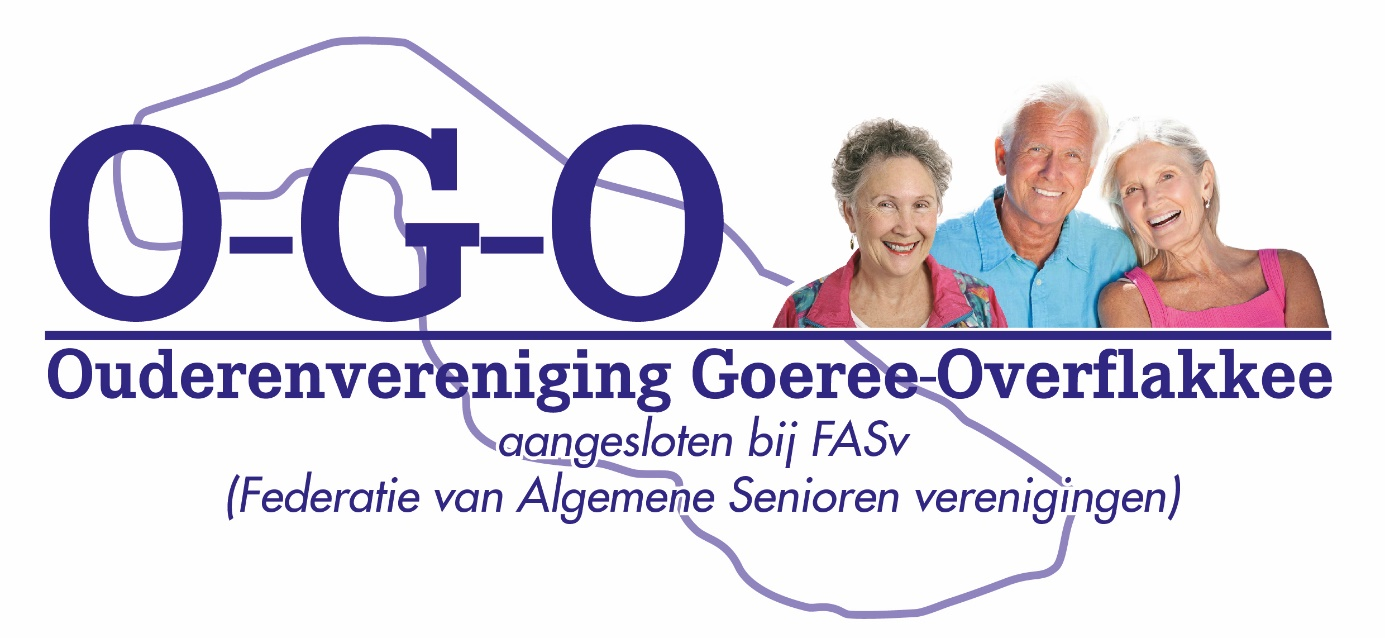 O-G-O
Ouderenvereniging Goeree-Overflakkee
aangesloten bij FASv
(Federatie van Algemene Senioren verenigingen)